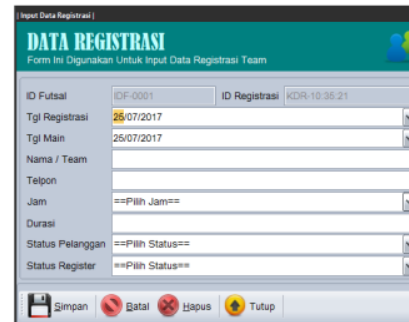 [ Input Data Registrasi ]
DATA REGISTRASI
Form Ini Digunakan Untuk Input Data Registrasi Team
ID Futsal IDF-0001 ID Registrasi KDR-10:35:21
Tgl Registrasi 25/07/2017
Tgl Main 25/07/2017
Nama / Team
Telpon
Jam ==Pilih Jam==
Durasi
Status Pelanggan ==Pilih Status==
Status Register ==Pilih Status==
Simpan Batal Hapus Tutup